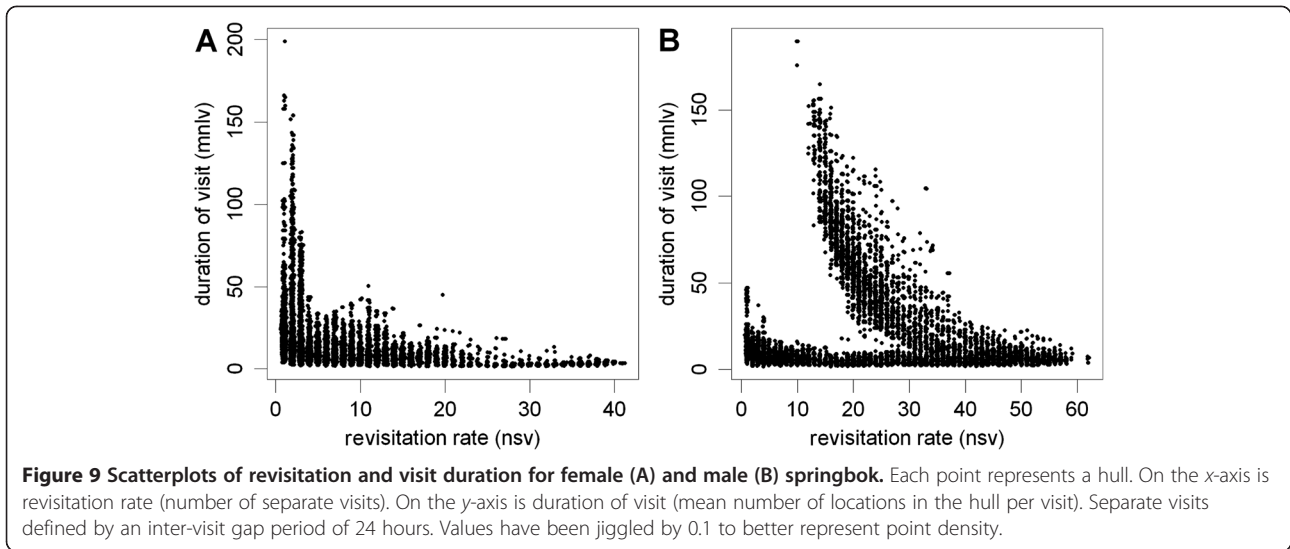 A
B
200
150
100
50
0
duration of visit (mnlv)
0 10 20 30 40
revisitation rate (nsv)
150
100
50
0
duration of visit (mnlv)
0 10 20 30 40 50 60
revisitation rate (nsv)
Figure 9 Scatterplots of revisitation and visit duration for female (A) and male (B) springbok. Each point represents a hull. On the x-axis is
revisitation rate (number of separate visits). On the y-axis is duration of visit (mean number of locations in the hull per visit). Separate visits
defined by an inter-visit gap period of 24 hours. Values have been jiggled by 0.1 to better represent point density.